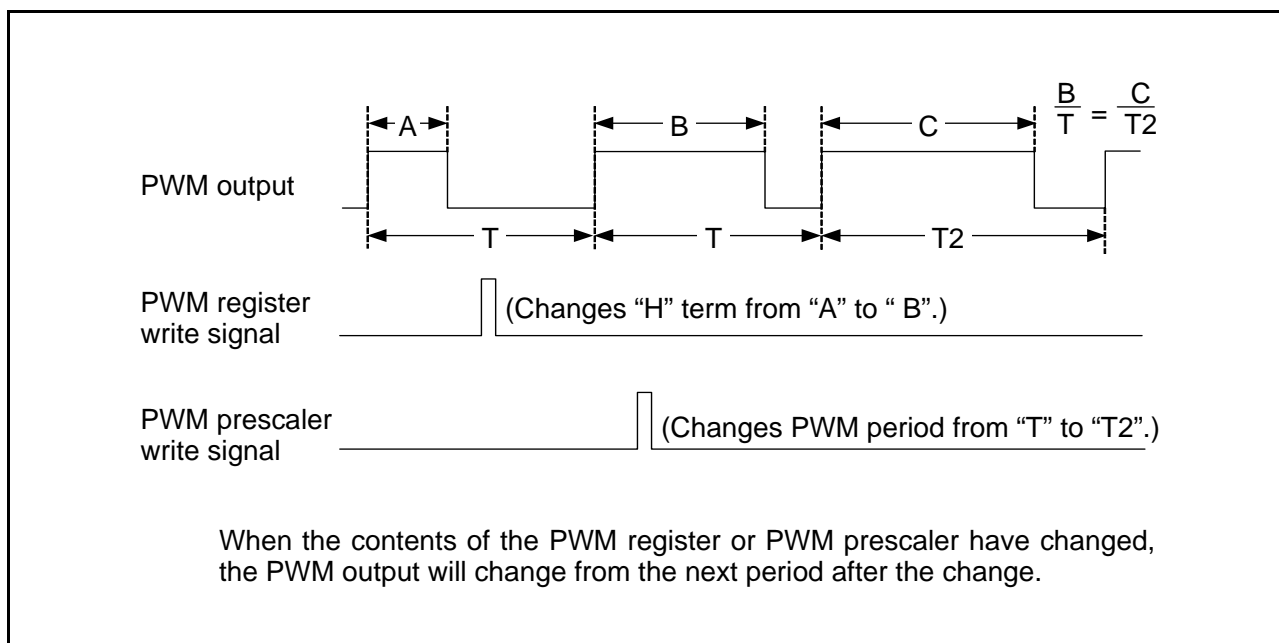 A
B
C
B
T
=
C
T2
PWM output
T
T
T2
PWM register
write signal
(Changes “H” term from “A” to “ B”.)
PWM prescaler
write signal
(Changes PWM period from “T” to “T2”.)
When the contents of the PWM register or PWM prescaler have changed,
the PWM output will change from the next period after the change.